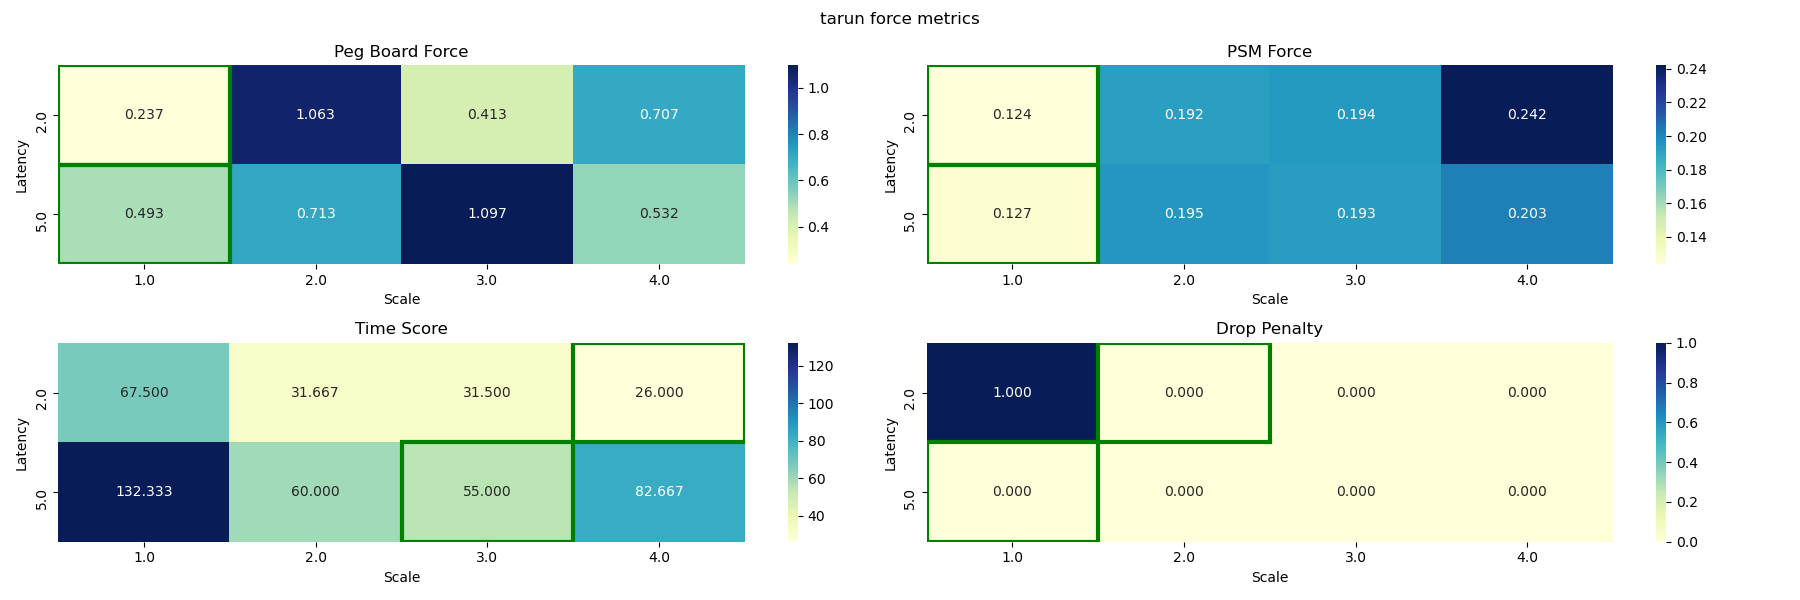 tarun force metrics
Peg Board Force
Latency
2.0
5.0
0.237 1.063 0.413 0.707
0.493 0.713 1.097 0.532
1.0 2.0 3.0 4.0
Scale
1.0
0.8
0.6
0.4
PSM Force
Latency
2.0
5.0
0.124 0.192 0.194 0.242
0.127 0.195 0.193 0.203
1.0 2.0 3.0 4.0
Scale
0.24
0.22
0.20
0.18
0.16
0.14
Time Score
Latency
2.0
5.0
67.500 31.667 31.500 26.000
132.333 60.000 55.000 82.667
1.0 2.0 3.0 4.0
Scale
120
100
80
60
40
Drop Penalty
Latency
2.0
5.0
1.000 0.000 0.000 0.000
0.000 0.000 0.000 0.000
1.0 2.0 3.0 4.0
Scale
1.0
0.8
0.6
0.4
0.2
0.0